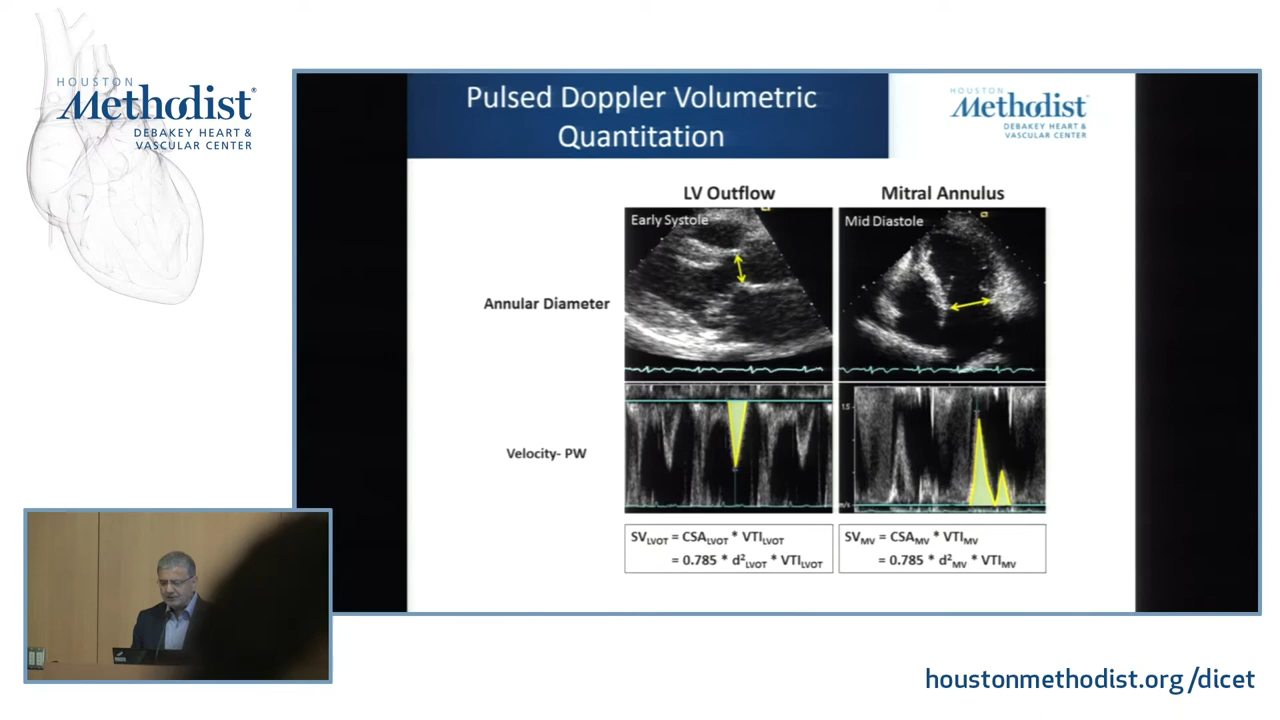 HOUSTON
Methodist®
DEBAKEY HEART &
VASCULAR CENTER
Pulsed Doppler Volumetric
Quantitation
HOUSTON
Methodist
DEBAKEY HEART &
VASCULAR CENTER
LV Outflow
Mitral Annulus
Early Systole
Mid Diastole
Annular Diameter
Velocity- PW
1.5
m/s
SVLVOT = CSALVOT * VTILVOT
= 0.785 * d²LVOT * VTILVOT
SVMV = CSAMV * VTIMV
= 0.785 * d²MV * VTIMV
houstonmethodist.org/dicet